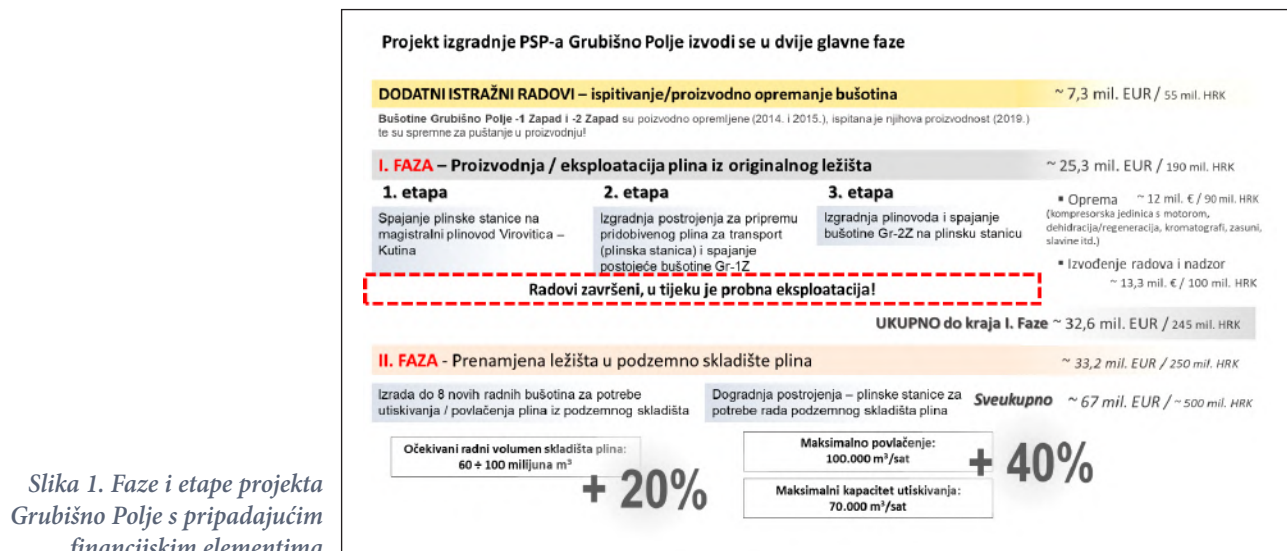 Projekt izgradnje PSP-a Grubišno Polje izvodi se u dvije glavne faze
DODATNI ISTRAŽNI RADOVI – ispitivanje/proizvodno opremanje bušotina ~ 7,3 mil. EUR / 55 mil. HRK
Bušotine Grubišno Polje -1 Zapad i -2 Zapad su poizvodno opremljene (2014. i 2015.), ispitana je njihova proizvodnost (2019.)
te su spremne za puštanje u proizvodnju!
I. FAZA – Proizvodnja / eksploatacija plina iz originalnog ležišta ~ 25,3 mil. EUR / 190 mil. HRK
1. etapa
Spajanje plinske stanice na
magistralni plinovod Virovitica –
Kutina
2. etapa
Izgradnja postrojenja za pripremu
pridobivenog plina za transport
(plinska stanica) i spajanje
postojeće bušotine Gr-1Z
3. etapa
Izgradnja plinovoda i spajanje
bušotine Gr-2Z na plinsku stanicu
▪ Oprema ~ 12 mil. € / 90 mil. HRK
(kompresorska jedinica s motorom,
dehidracija/regeneracija, kromatografi, zasuni,
slavine itd.)
▪ Izvođenje radova i nadzor
~ 13,3 mil. € / 100 mil. HRK
Radovi završeni, u tijeku je probna eksploatacija!
UKUPNO do kraja I. Faze ~ 32,6 mil. EUR / 245 mil. HRK
II. FAZA - Prenamjena ležišta u podzemno skladište plina ~ 33,2 mil. EUR / 250 mil. HRK
Izrada do 8 novih radnih bušotina za potrebe
utiskivanja / povlačenja plina iz podzemnog skladišta
Dogradnja postrojenja – plinske stanice za
potrebe rada podzemnog skladišta plina
Sveukupno ~ 67 mil. EUR / ~ 500 mil. HRK
Očekivani radni volumen skladišta plina:
60 ÷ 100 milijuna m³
+ 20%
Maksimalno povlačenje:
100.000 m³/sat
+ 40%
Maksimalni kapacitet utiskivanja:
70.000 m³/sat
Slika 1. Faze i etape projekta
Grubišno Polje s pripadajućim
financijskim elementima